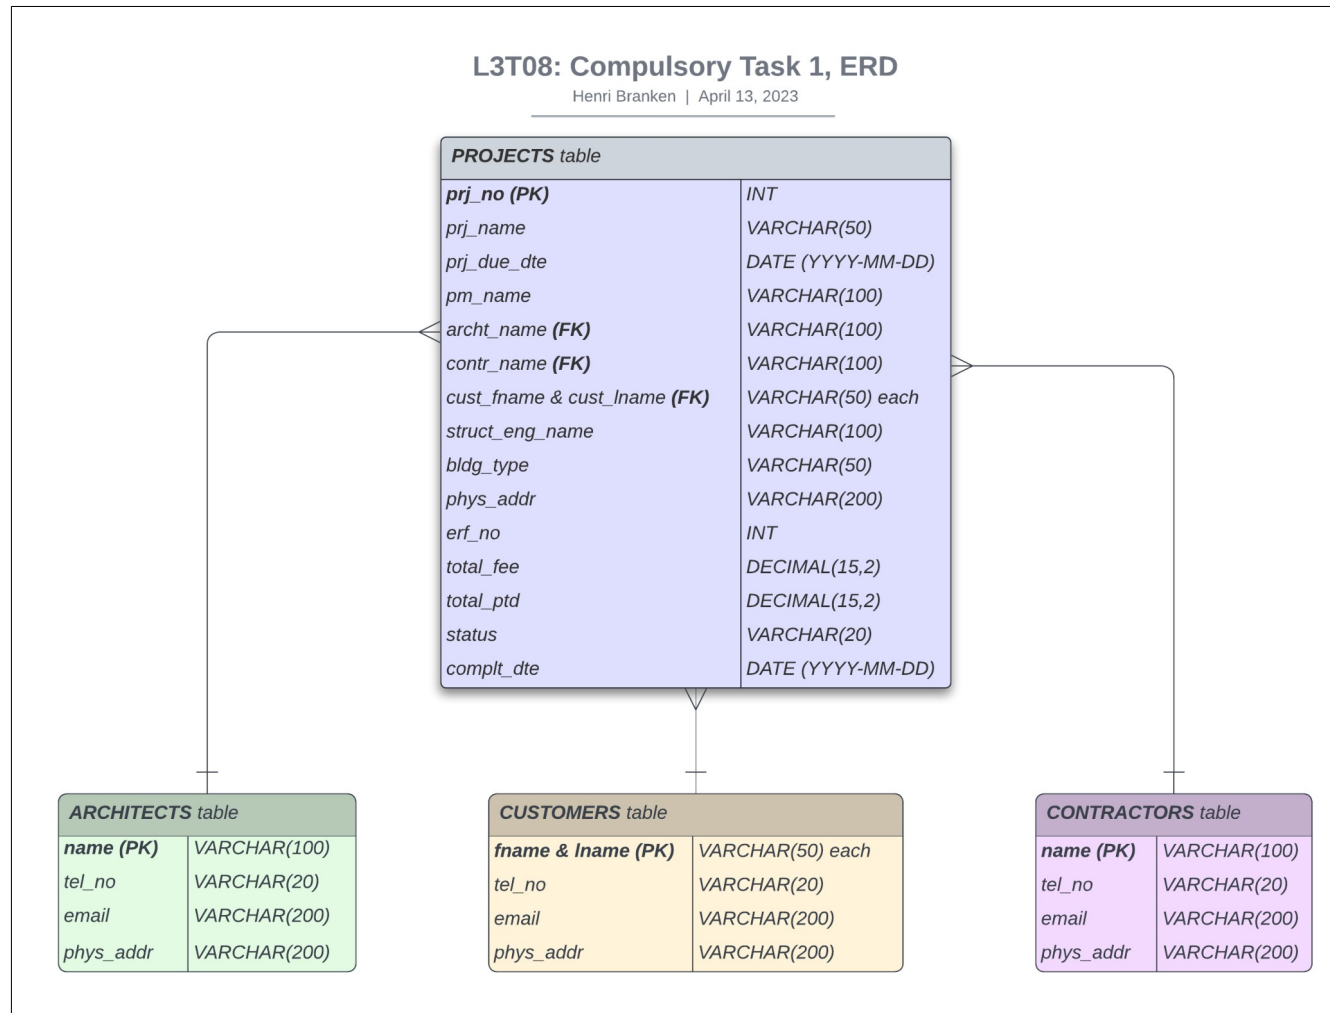 L3T08: Compulsory Task 1, ERD
Henri Branken | April 13, 2023
PROJECTS table
prj_no (PK) INT
prj_name VARCHAR(50)
prj_due_dte DATE (YYYY-MM-DD)
pm_name VARCHAR(100)
archt_name (FK) VARCHAR(100)
contr_name (FK) VARCHAR(100)
cust_fname & cust_lname (FK) VARCHAR(50) each
struct_eng_name VARCHAR(100)
bldg_type VARCHAR(50)
phys_addr VARCHAR(200)
erf_no INT
total_fee DECIMAL(15,2)
total_ptd DECIMAL(15,2)
status VARCHAR(20)
complt_dte DATE (YYYY-MM-DD)
ARCHITECTS table
name (PK) VARCHAR(100)
tel_no VARCHAR(20)
email VARCHAR(200)
phys_addr VARCHAR(200)
CUSTOMERS table
fname & lname (PK) VARCHAR(50) each
tel_no VARCHAR(20)
email VARCHAR(200)
phys_addr VARCHAR(200)
CONTRACTORS table
name (PK) VARCHAR(100)
tel_no VARCHAR(20)
email VARCHAR(200)
phys_addr VARCHAR(200)